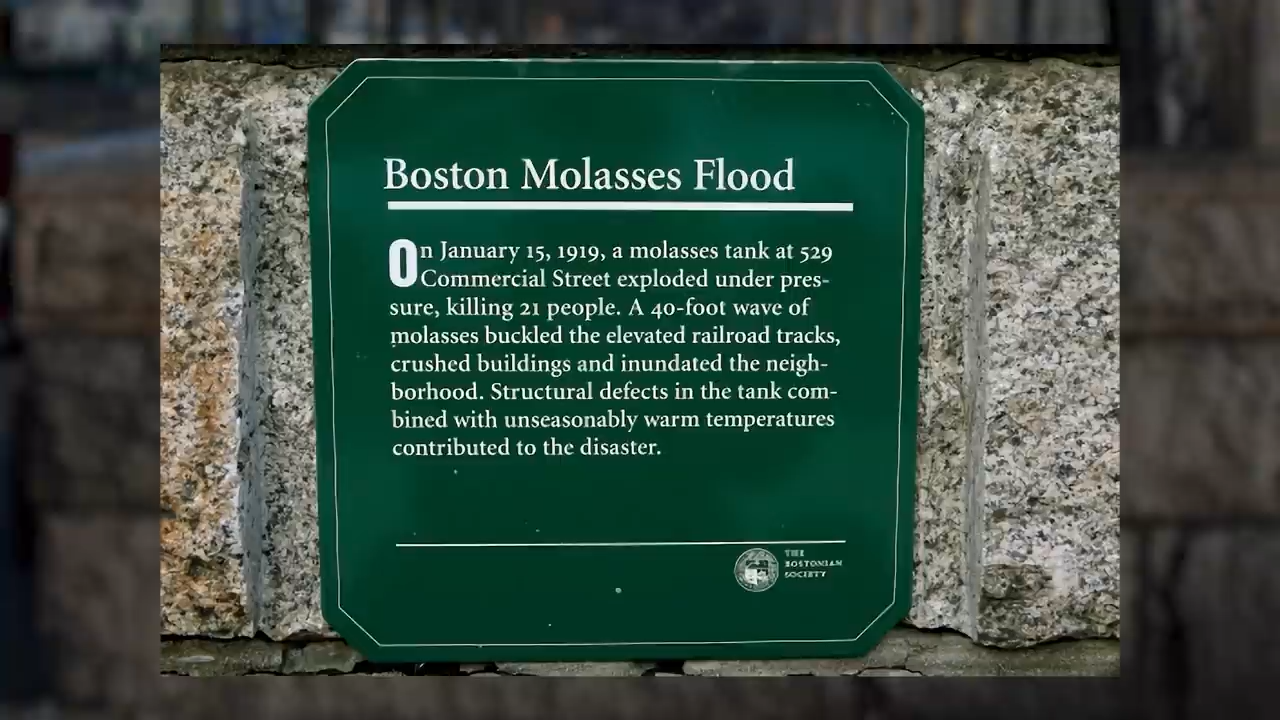 Boston Molasses Flood
On January 15, 1919, a molasses tank at 529
Commercial Street exploded under pres-
sure, killing 21 people. A 40-foot wave of
molasses buckled the elevated railroad tracks,
crushed buildings and inundated the neigh-
borhood. Structural defects in the tank com-
bined with unseasonably warm temperatures
contributed to the disaster.
THE
BOSTONIAN
SOCIETY